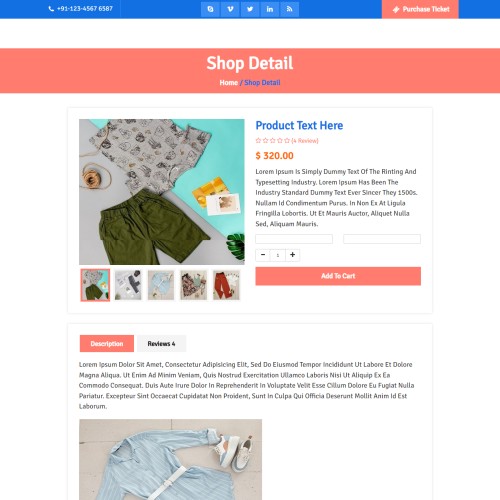 +91-123-4567 6587
Purchase Ticket
Shop Detail
Home / Shop Detail
Product Text Here
(4 Review)
$ 320.00
Lorem Ipsum Is Simply Dummy Text Of The Rinting And
Typesetting Industry. Lorem Ipsum Has Been The
Industry Standard Dummy Text Ever Sincer They 1500s.
Nullam Id Condimentum Purus. In Non Ex At Ligula
Fringilla Lobortis. Ut Et Mauris Auctor, Aliquet Nulla
Sed, Aliquam Mauris.
- 1 +
Add To Cart
Description
Reviews 4
Lorem Ipsum Dolor Sit Amet, Consectetur Adipisicing Elit, Sed Do Eiusmod Tempor Incididunt Ut Labore Et Dolore
Magna Aliqua. Ut Enim Ad Minim Veniam, Quis Nostrud Exercitation Ullamco Laboris Nisi Ut Aliquip Ex Ea
Commodo Consequat. Duis Aute Irure Dolor In Reprehenderit In Voluptate Velit Esse Cillum Dolore Eu Fugiat Nulla
Pariatur. Excepteur Sint Occaecat Cupidatat Non Proident, Sunt In Culpa Qui Officia Deserunt Mollit Anim Id Est
Laborum.